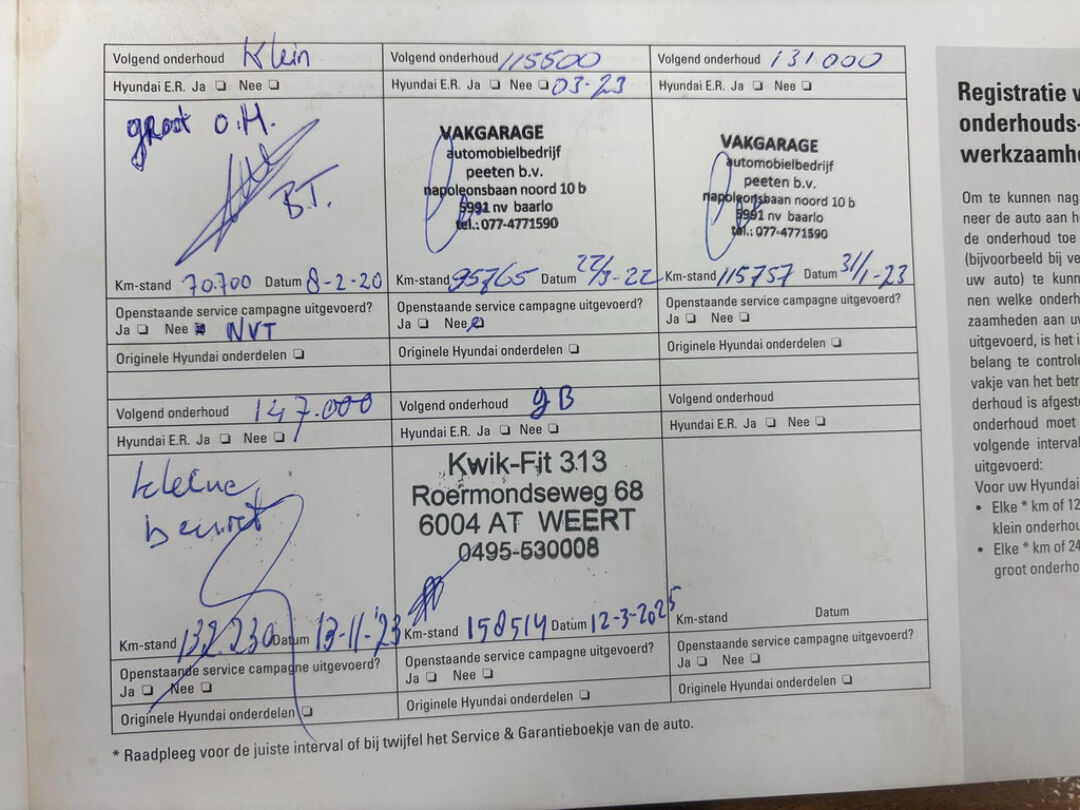 Volgend onderhoud Klein
Hyundai E.R. Ja ☐ Nee ☐
groot O.H.
B.T.
Km-stand 70.700 Datum 8-2-20
Openstaande service campagne uitgevoerd?
Ja ☐ Nee ☒ NVT
Originele Hyundai onderdelen ☐
Volgend onderhoud 115500
Hyundai E.R. Ja ☐ Nee ☐ 03-23
VAKGARAGE
automobielbedrijf
peeten b.v.
napoleonsbaan noord 10 b
5991 nv baarlo
tel.: 077-4771590
Km-stand 95765 Datum 22/3-22
Openstaande service campagne uitgevoerd?
Ja ☐ Nee ☑
Originele Hyundai onderdelen ☐
Volgend onderhoud 131.000
Hyundai E.R. Ja ☐ Nee ☐
VAKGARAGE
automobielbedrijf
peeten b.v.
napoleonsbaan noord 10 b
5991 nv baarlo
tel.: 077-4771590
Km-stand 115757 Datum 31/1-23
Openstaande service campagne uitgevoerd?
Ja ☐ Nee ☐
Originele Hyundai onderdelen ☐
Volgend onderhoud 147.000
Hyundai E.R. Ja ☐ Nee ☐
kleine
beurt
Km-stand 132.230 Datum 13-11-'23
Openstaande service campagne uitgevoerd?
Ja ☐ Nee ☐
Originele Hyundai onderdelen ☐
Volgend onderhoud gB
Hyundai E.R. Ja ☐ Nee ☐
Kwik-Fit 313
Roermondseweg 68
6004 AT WEERT
0495-530008
Km-stand 158514 Datum 12-3-2025
Openstaande service campagne uitgevoerd?
Ja ☐ Nee ☐
Originele Hyundai onderdelen ☐
Volgend onderhoud
Hyundai E.R. Ja ☐ Nee ☐
Km-stand Datum
Openstaande service campagne uitgevoerd?
Ja ☐ Nee ☐
Originele Hyundai onderdelen ☐
* Raadpleeg voor de juiste interval of bij twijfel het Service & Garantieboekje van de auto.
Registratie v
onderhouds-
werkzaamhe
Om te kunnen nag
neer de auto aan h
de onderhoud toe
(bijvoorbeeld bij ve
uw auto) te kunn
nen welke onderh
zaamheden aan uw
uitgevoerd, is het i
belang te controle
vakje van het betr
derhoud is afgeste
onderhoud moet
volgende interval
uitgevoerd:
Voor uw Hyundai
• Elke * km of 12
klein onderhou
• Elke * km of 24
groot onderho